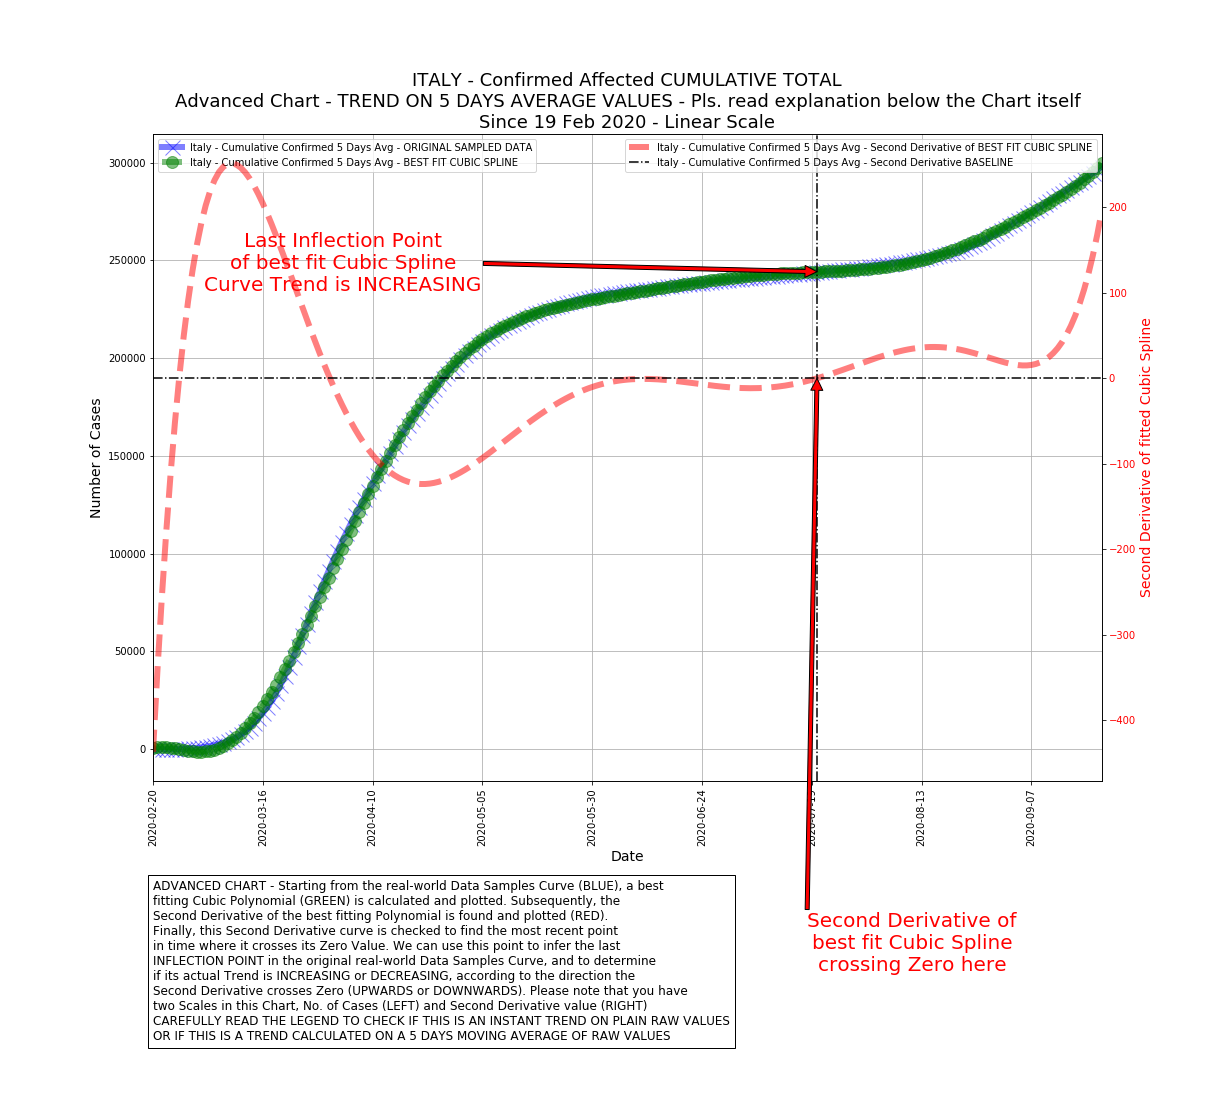 ITALY - Confirmed Affected CUMULATIVE TOTAL
Advanced Chart - TREND ON 5 DAYS AVERAGE VALUES - Pls. read explanation below the Chart itself
Since 19 Feb 2020 - Linear Scale
Italy - Cumulative Confirmed 5 Days Avg - ORIGINAL SAMPLED DATA
Italy - Cumulative Confirmed 5 Days Avg - BEST FIT CUBIC SPLINE
Italy - Cumulative Confirmed 5 Days Avg - Second Derivative of BEST FIT CUBIC SPLINE
Italy - Cumulative Confirmed 5 Days Avg - Second Derivative BASELINE
Last Inflection Point
of best fit Cubic Spline
Curve Trend is INCREASING
Number of Cases
300000
250000
200000
150000
100000
50000
0
200
100
0
−100
−200
−300
−400
Second Derivative of fitted Cubic Spline
2020-02-20
2020-03-16
2020-04-10
2020-05-05
2020-05-30
2020-06-24
2020-07-19
2020-08-13
2020-09-07
Date
ADVANCED CHART - Starting from the real-world Data Samples Curve (BLUE), a best
fitting Cubic Polynomial (GREEN) is calculated and plotted. Subsequently, the
Second Derivative of the best fitting Polynomial is found and plotted (RED).
Finally, this Second Derivative curve is checked to find the most recent point
in time where it crosses its Zero Value. We can use this point to infer the last
INFLECTION POINT in the original real-world Data Samples Curve, and to determine
if its actual Trend is INCREASING or DECREASING, according to the direction the
Second Derivative crosses Zero (UPWARDS or DOWNWARDS). Please note that you have
two Scales in this Chart, No. of Cases (LEFT) and Second Derivative value (RIGHT)
CAREFULLY READ THE LEGEND TO CHECK IF THIS IS AN INSTANT TREND ON PLAIN RAW VALUES
OR IF THIS IS A TREND CALCULATED ON A 5 DAYS MOVING AVERAGE OF RAW VALUES
Second Derivative of
best fit Cubic Spline
crossing Zero here